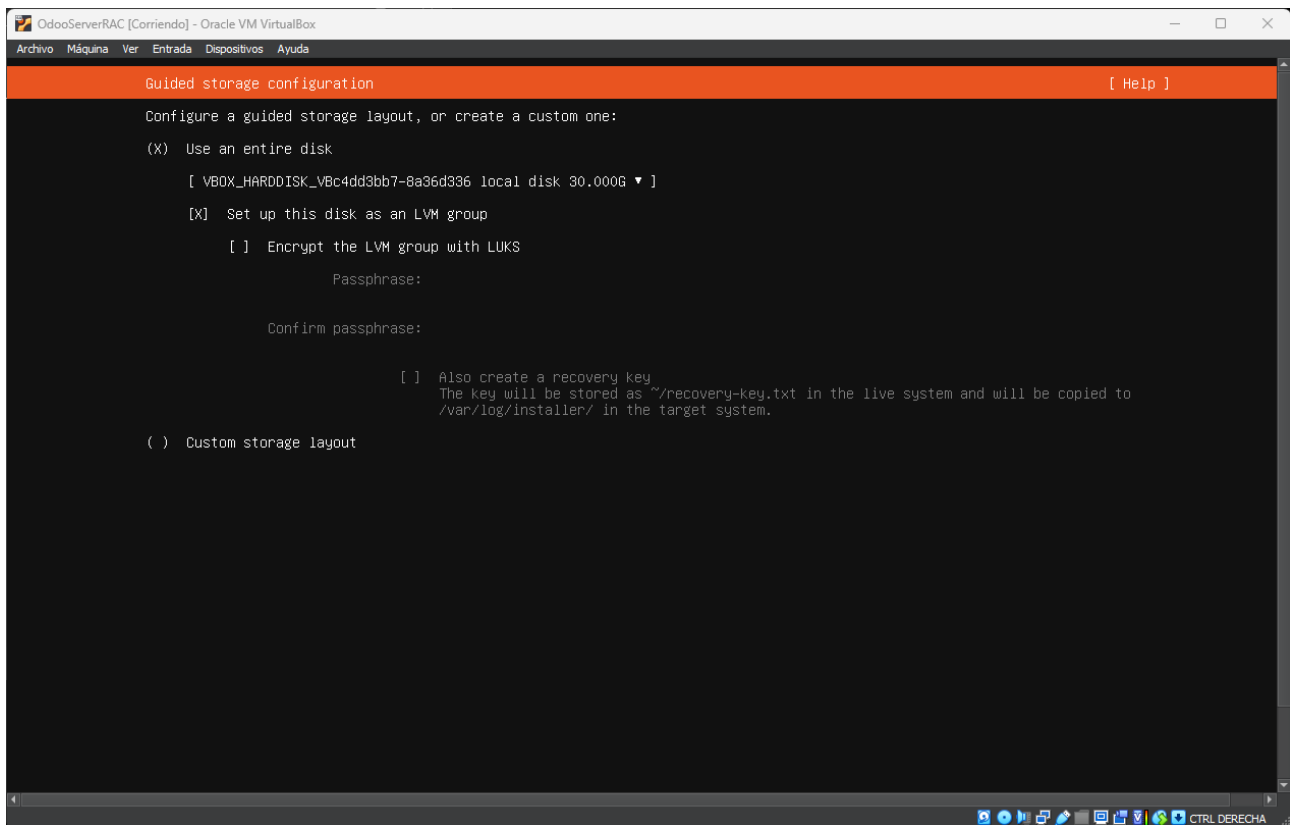 OdooServerRAC [Corriendo] - Oracle VM VirtualBox
Archivo Máquina Ver Entrada Dispositivos Ayuda
Guided storage configuration [ Help ]
Configure a guided storage layout, or create a custom one:
(X) Use an entire disk
[ VBOX_HARDDISK_VBc4dd3bb7-8a36d336 local disk 30.000G ▾ ]
[X] Set up this disk as an LVM group
[ ] Encrypt the LVM group with LUKS
Passphrase:
Confirm passphrase:
[ ] Also create a recovery key
The key will be stored as ~/recovery-key.txt in the live system and will be copied to
/var/log/installer/ in the target system.
( ) Custom storage layout
CTRL DERECHA